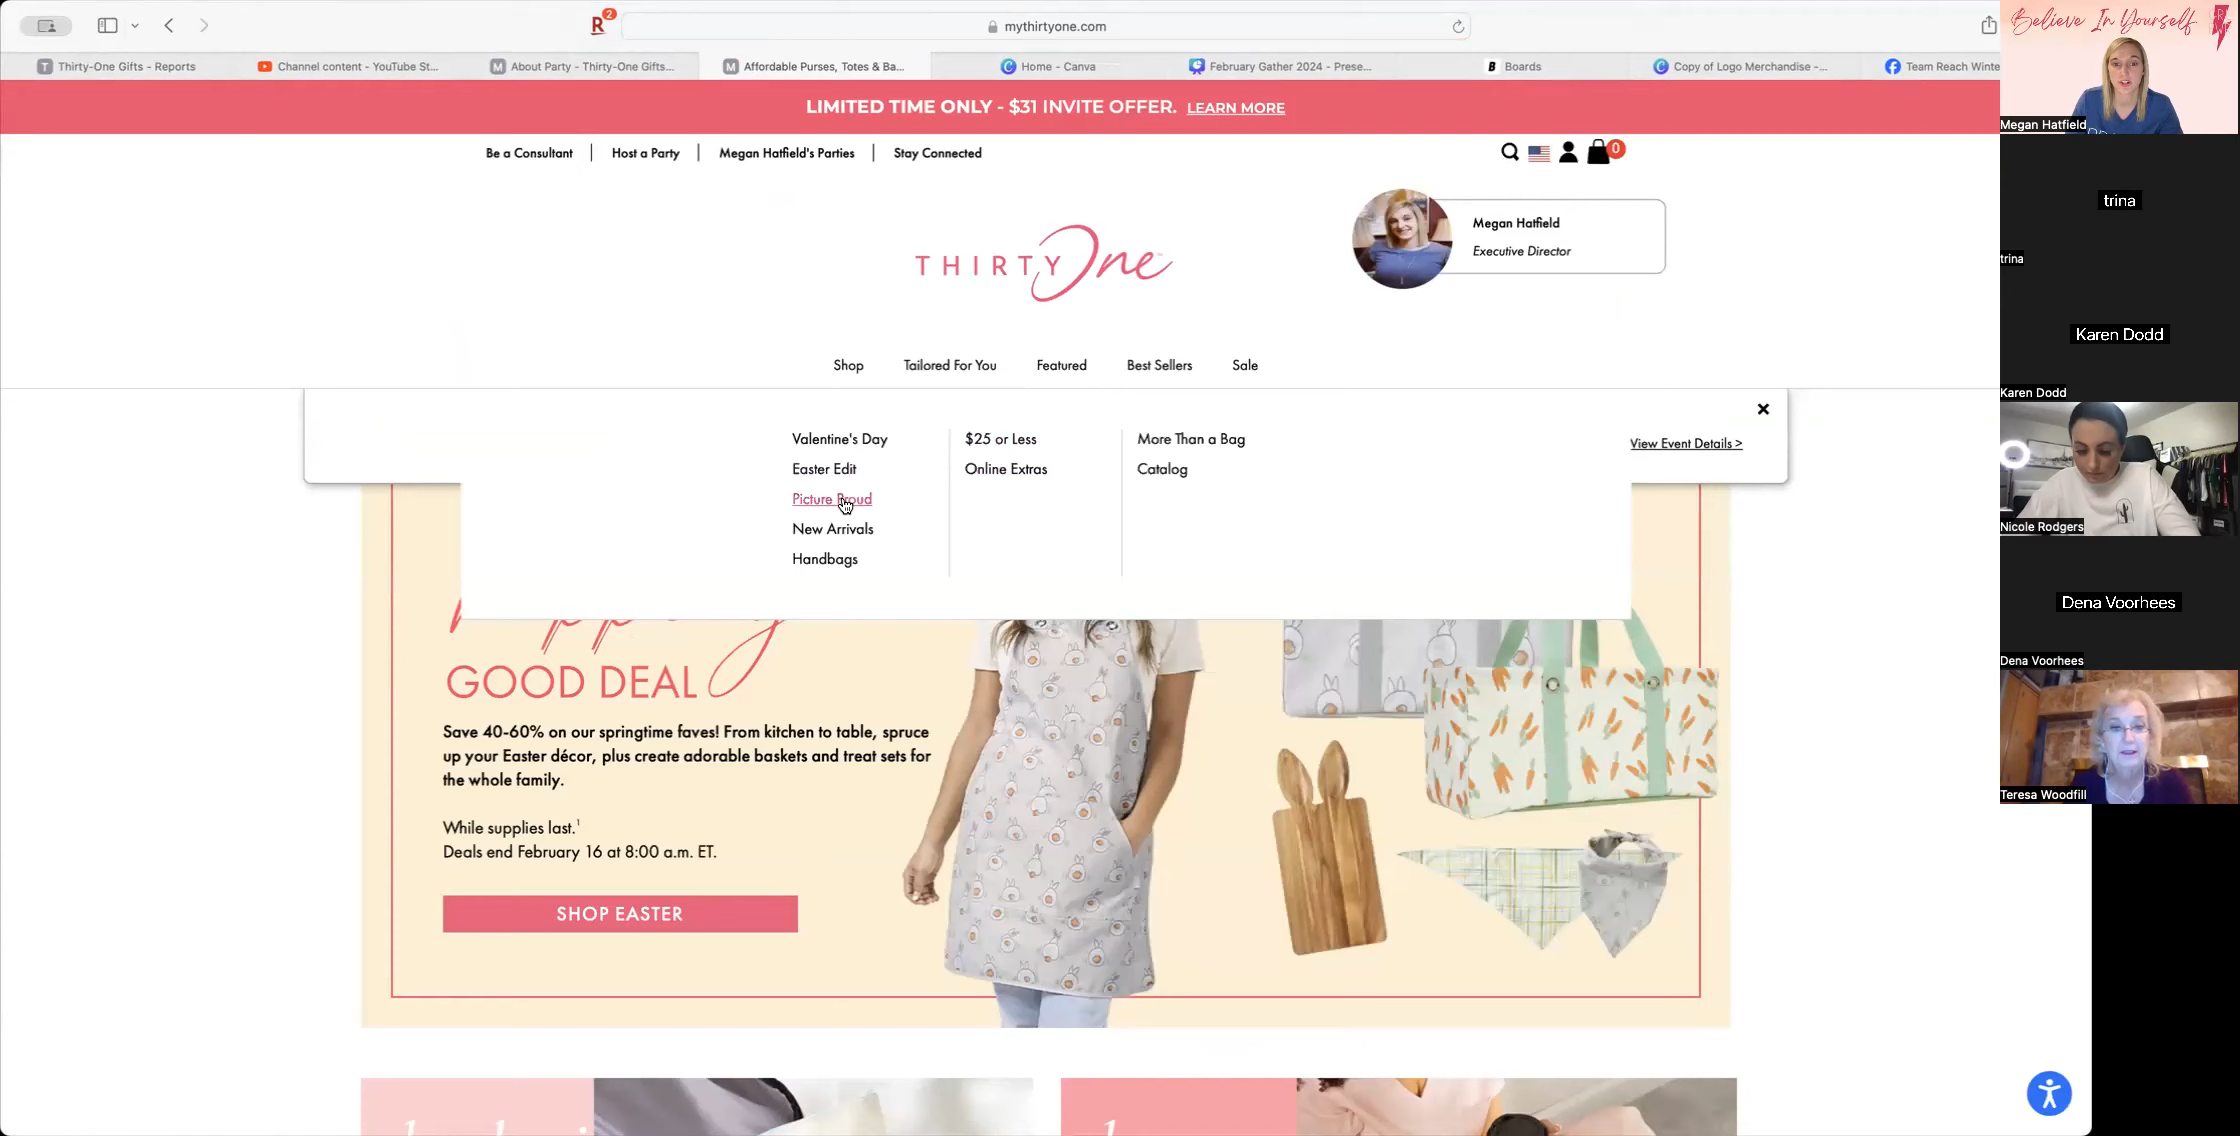 2
mythirtyone.com
Thirty-One Gifts - Reports
Channel content - YouTube St...
About Party - Thirty-One Gifts...
Affordable Purses, Totes & Ba...
Home - Canva
February Gather 2024 - Prese...
Boards
Copy of Logo Merchandise -...
Team Reach Winte
LIMITED TIME ONLY - $31 INVITE OFFER. LEARN MORE
Be a Consultant
Host a Party
Megan Hatfield's Parties
Stay Connected
0
THIRTY One
Megan Hatfield
Executive Director
Shop
Tailored For You
Featured
Best Sellers
Sale
Valentine's Day
Easter Edit
Picture Proud
New Arrivals
Handbags
$25 or Less
Online Extras
More Than a Bag
Catalog
View Event Details >
GOOD DEAL
Save 40-60% on our springtime faves! From kitchen to table, spruce
up your Easter décor, plus create adorable baskets and treat sets for
the whole family.
While supplies last.¹
Deals end February 16 at 8:00 a.m. ET.
SHOP EASTER
Believe In Yourself
Megan Hatfield
trina
trina
Karen Dodd
Karen Dodd
Nicole Rodgers
Dena Voorhees
Dena Voorhees
Teresa Woodfill